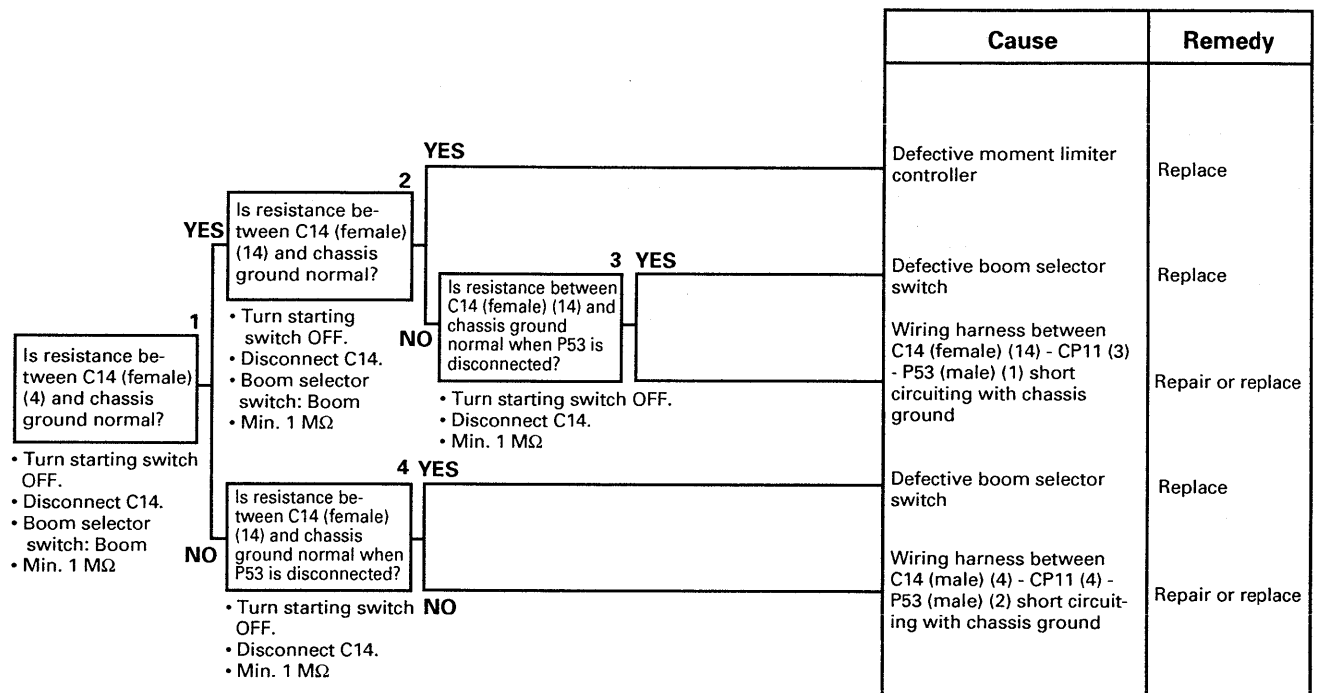 Cause
Remedy
YES
Defective moment limiter
controller
Replace
2
Is resistance be-
tween C14 (female)
(14) and chassis
ground normal?
YES
• Turn starting
switch OFF.
• Disconnect C14.
• Boom selector
switch: Boom
• Min. 1 MΩ
3
YES
Is resistance between
C14 (female) (14) and
chassis ground
normal when P53 is
disconnected?
NO
• Turn starting switch OFF.
• Disconnect C14.
• Min. 1 MΩ
Defective boom selector
switch
Replace
Wiring harness between
C14 (female) (14) - CP11 (3)
- P53 (male) (1) short
circuiting with chassis
ground
Repair or replace
1
Is resistance be-
tween C14 (female)
(4) and chassis
ground normal?
• Turn starting switch
OFF.
• Disconnect C14.
• Boom selector
switch: Boom
• Min. 1 MΩ
4
YES
Is resistance be-
tween C14 (female)
(14) and chassis
ground normal when
P53 is disconnected?
NO
• Turn starting switch
OFF.
• Disconnect C14.
• Min. 1 MΩ
NO
Defective boom selector
switch
Replace
Wiring harness between
C14 (male) (4) - CP11 (4) -
P53 (male) (2) short circuit-
ing with chassis ground
Repair or replace